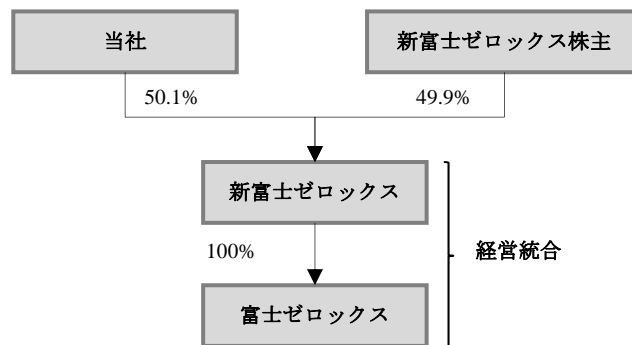 当社
新富士ゼロックス株主
50.1%
49.9%
新富士ゼロックス
100%
経営統合
富士ゼロックス